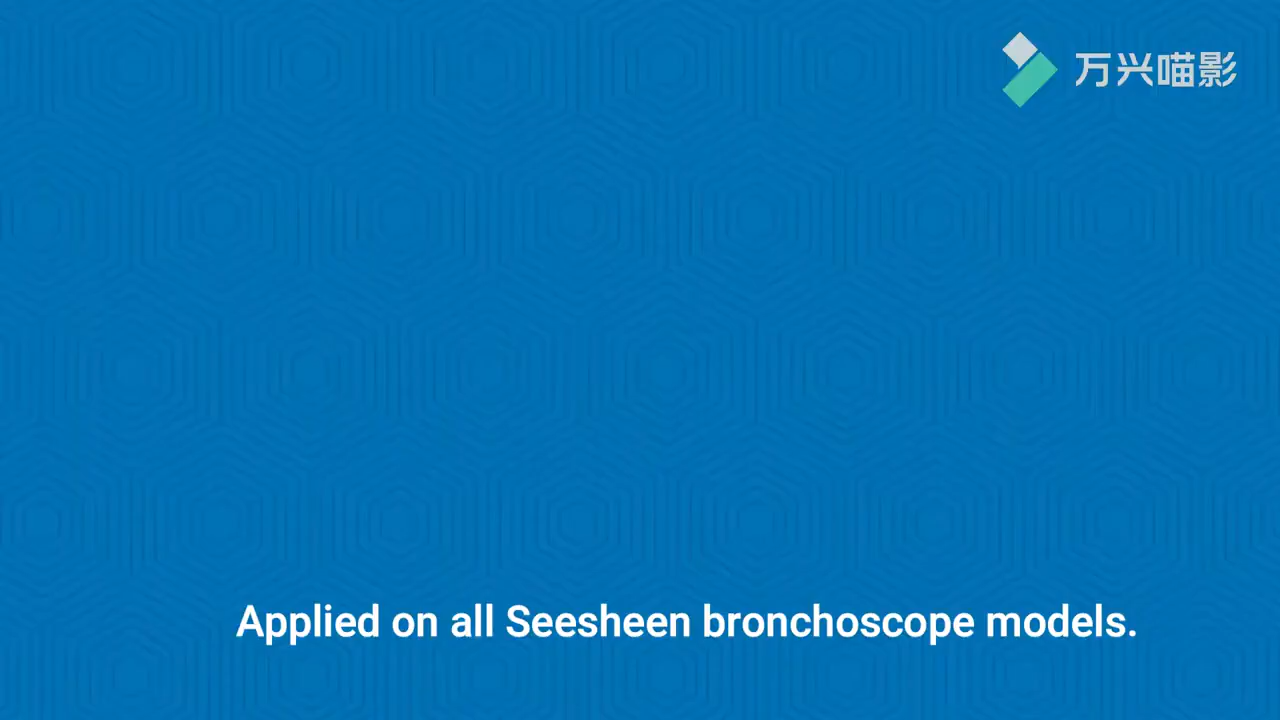 万兴喵影
Applied on all Seesheen bronchoscope models.